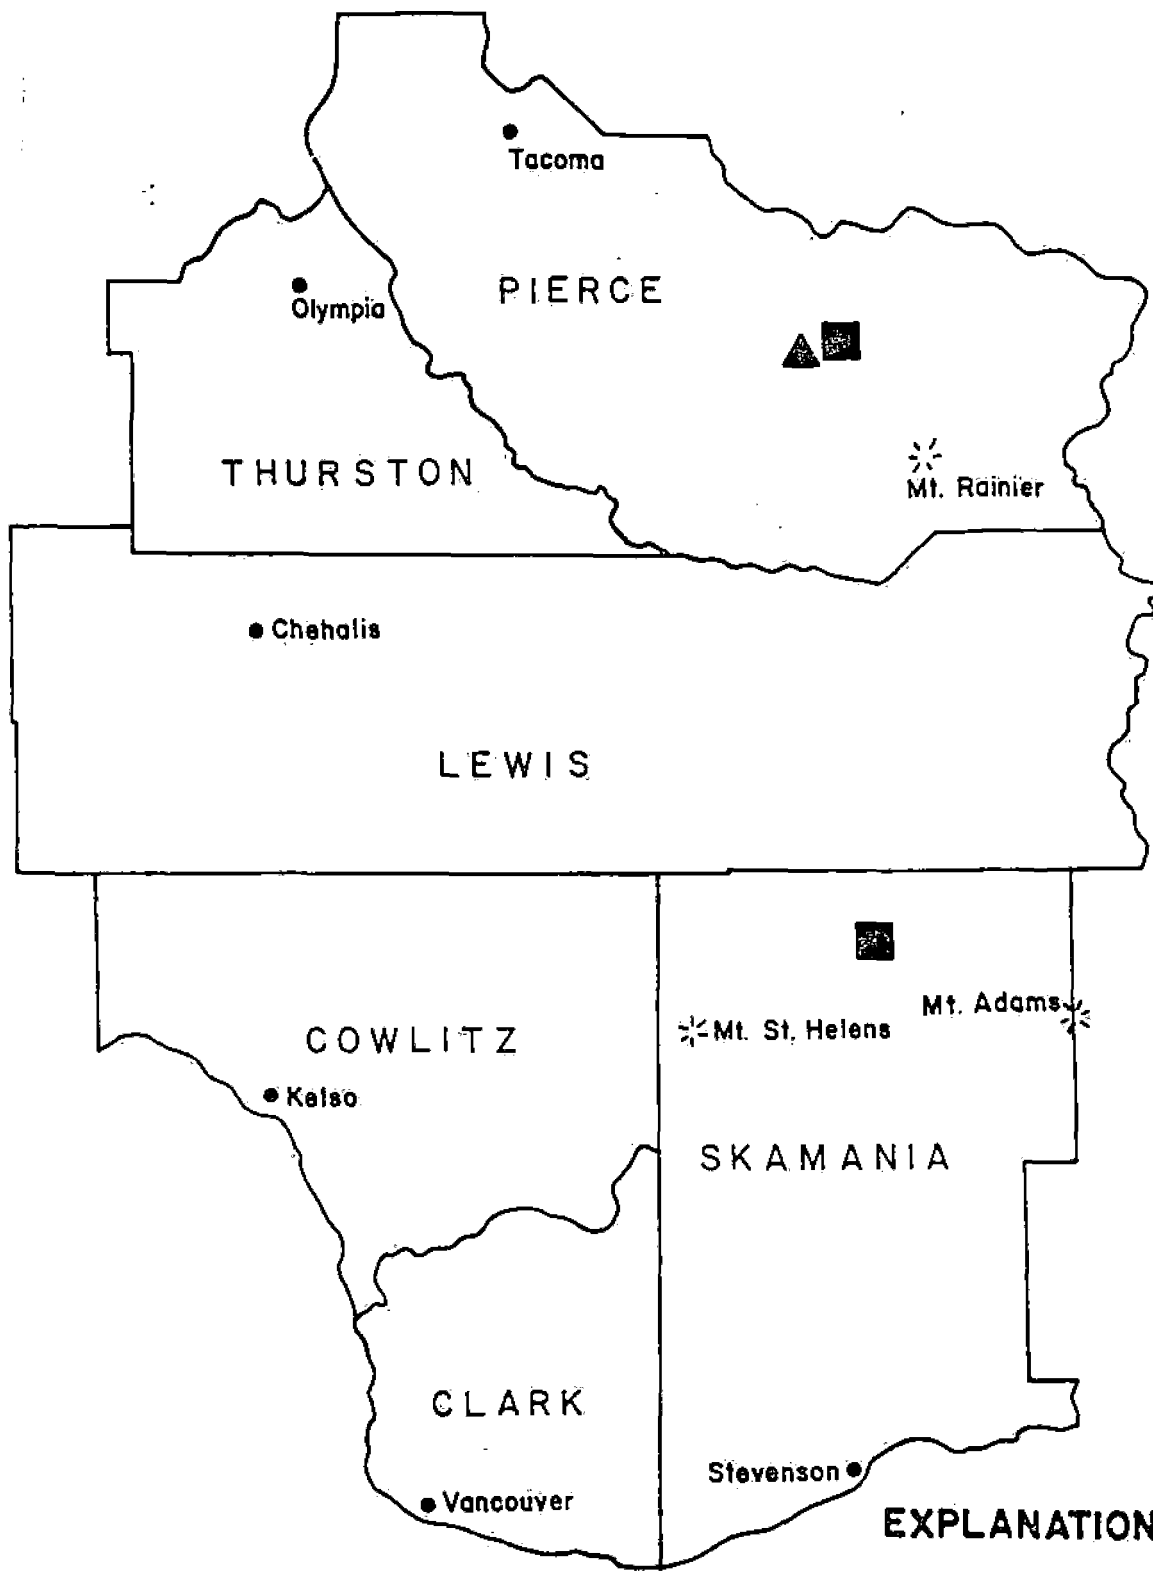 Tacoma
PIERCE
Olympia
THURSTON
Mt. Rainier
Chehalis
LEWIS
Mt. Adams
COWLITZ
Mt. St. Helens
Kelso
SKAMANIA
CLARK
Stevenson
Vancouver
EXPLANATION